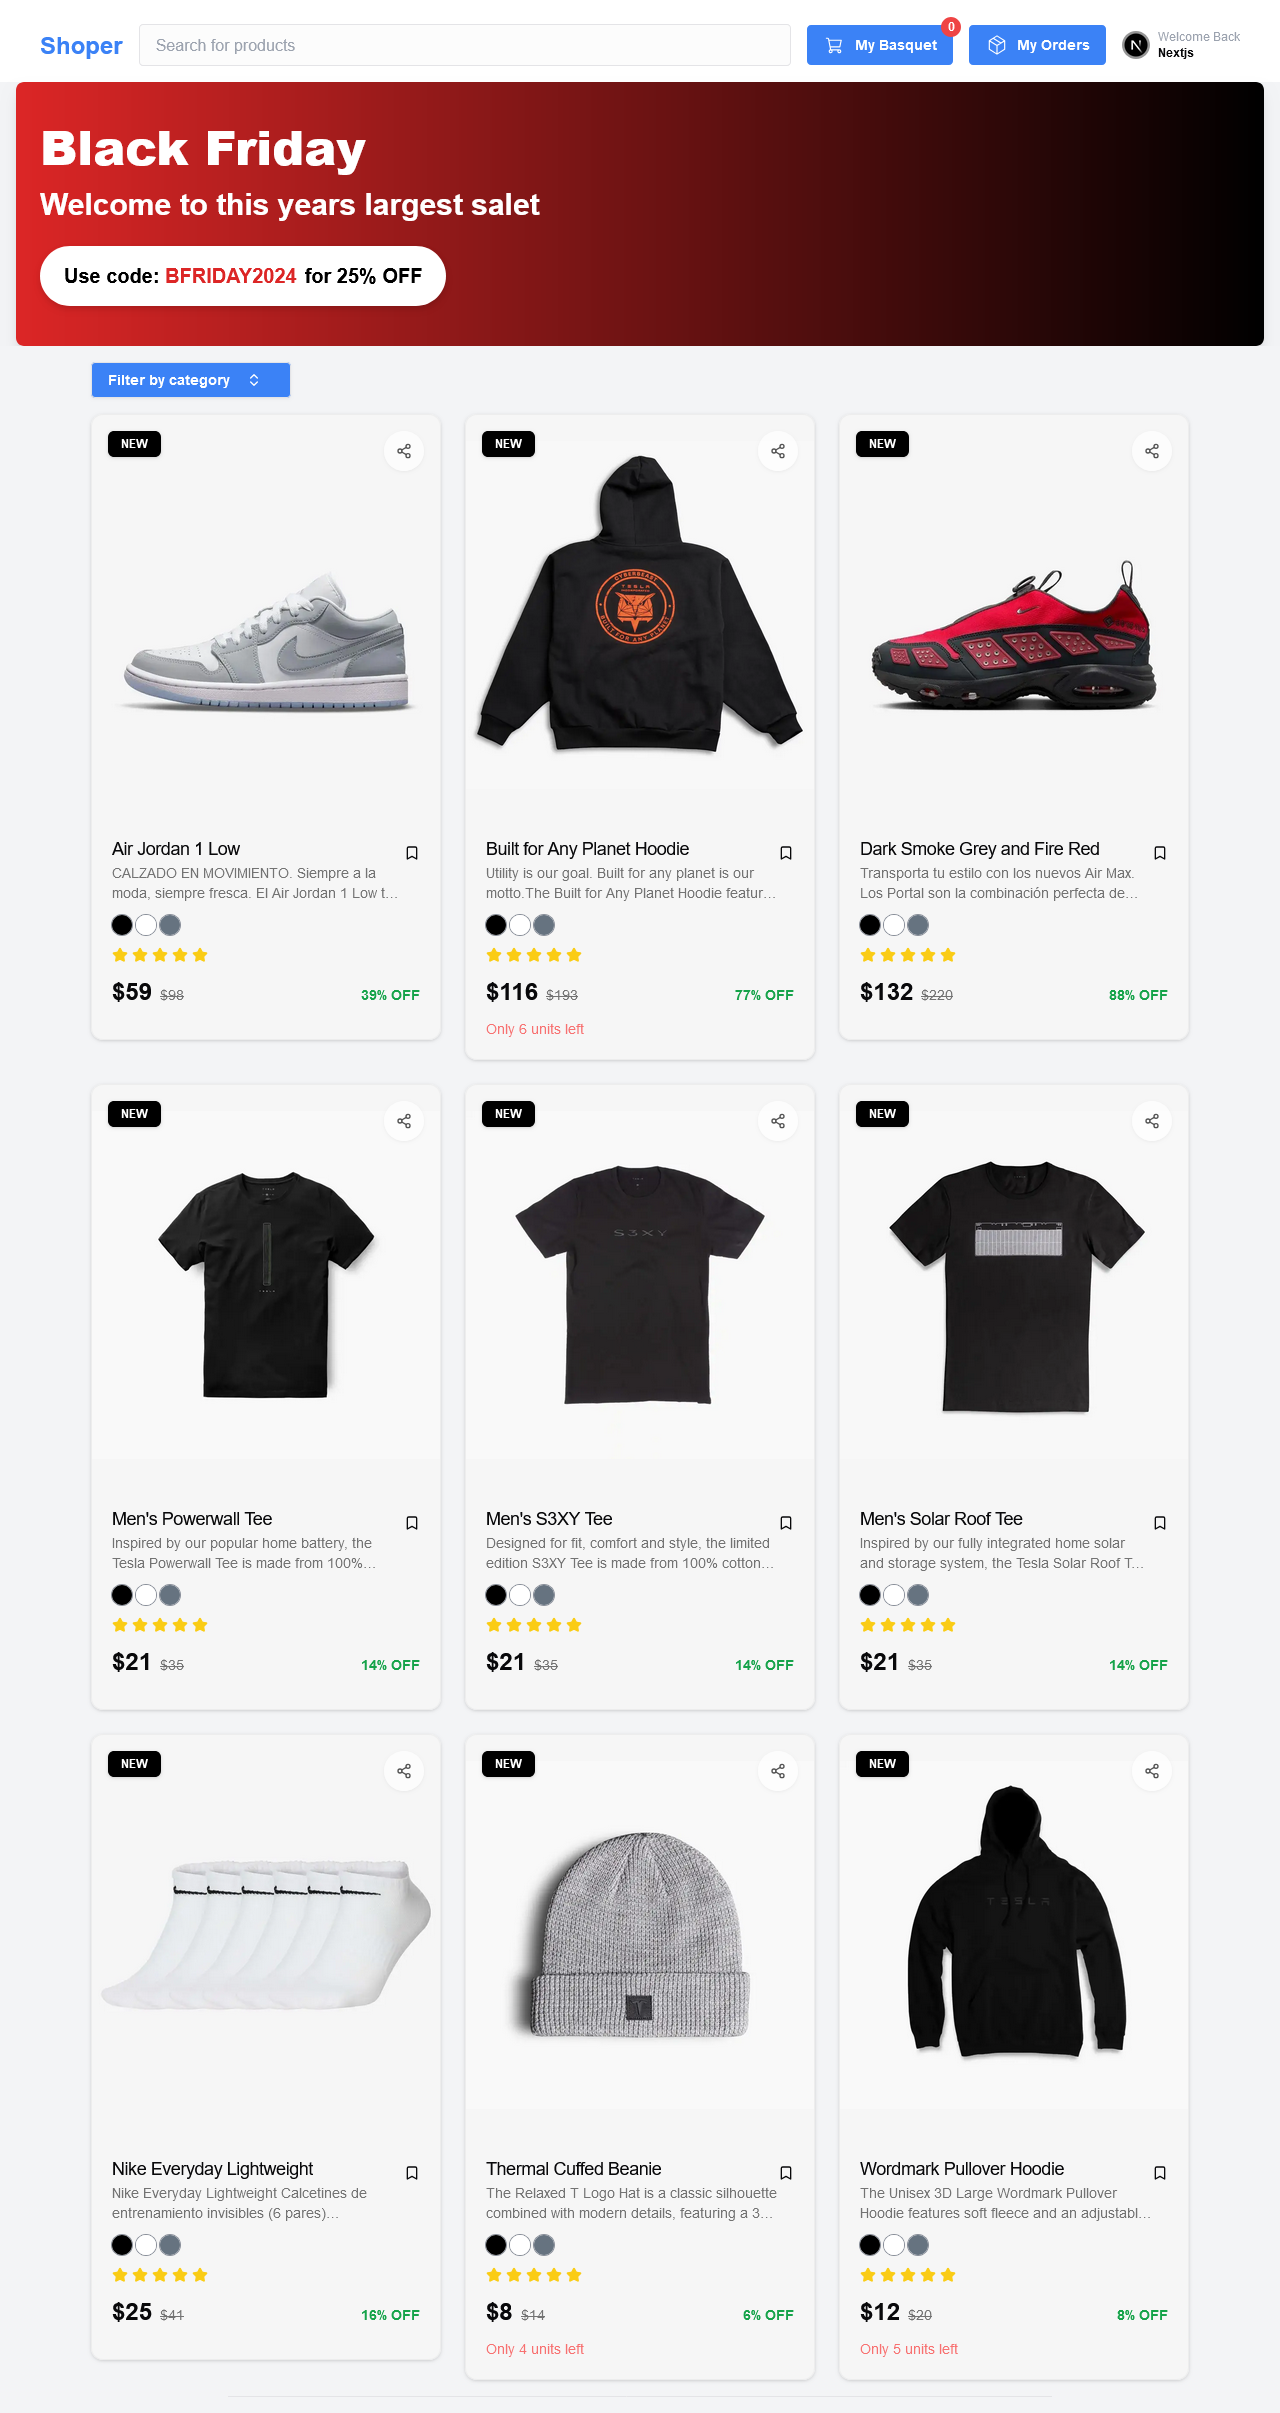 Shoper
Search for products
My Basquet
0
My Orders
Welcome Back
Nextjs
Black Friday
Welcome to this years largest salet
Use code: BFRIDAY2024 for 25% OFF
Filter by category
NEW
Air Jordan 1 Low
CALZADO EN MOVIMIENTO. Siempre a la
moda, siempre fresca. El Air Jordan 1 Low t...
$59 $98
39% OFF
NEW
CYBERBEAST
TESLA
BUILT FOR ANY PLANET
Built for Any Planet Hoodie
Utility is our goal. Built for any planet is our
motto.The Built for Any Planet Hoodie featur...
$116 $193
77% OFF
Only 6 units left
NEW
Dark Smoke Grey and Fire Red
Transporta tu estilo con los nuevos Air Max.
Los Portal son la combinación perfecta de...
$132 $220
88% OFF
NEW
TESLA
Men's Powerwall Tee
Inspired by our popular home battery, the
Tesla Powerwall Tee is made from 100%...
$21 $35
14% OFF
NEW
S3XY
Men's S3XY Tee
Designed for fit, comfort and style, the limited
edition S3XY Tee is made from 100% cotton...
$21 $35
14% OFF
NEW
Men's Solar Roof Tee
Inspired by our fully integrated home solar
and storage system, the Tesla Solar Roof T...
$21 $35
14% OFF
NEW
Nike Everyday Lightweight
Nike Everyday Lightweight Calcetines de
entrenamiento invisibles (6 pares)...
$25 $41
16% OFF
NEW
Thermal Cuffed Beanie
The Relaxed T Logo Hat is a classic silhouette
combined with modern details, featuring a 3...
$8 $14
6% OFF
Only 4 units left
NEW
TESLA
Wordmark Pullover Hoodie
The Unisex 3D Large Wordmark Pullover
Hoodie features soft fleece and an adjustabl...
$12 $20
8% OFF
Only 5 units left